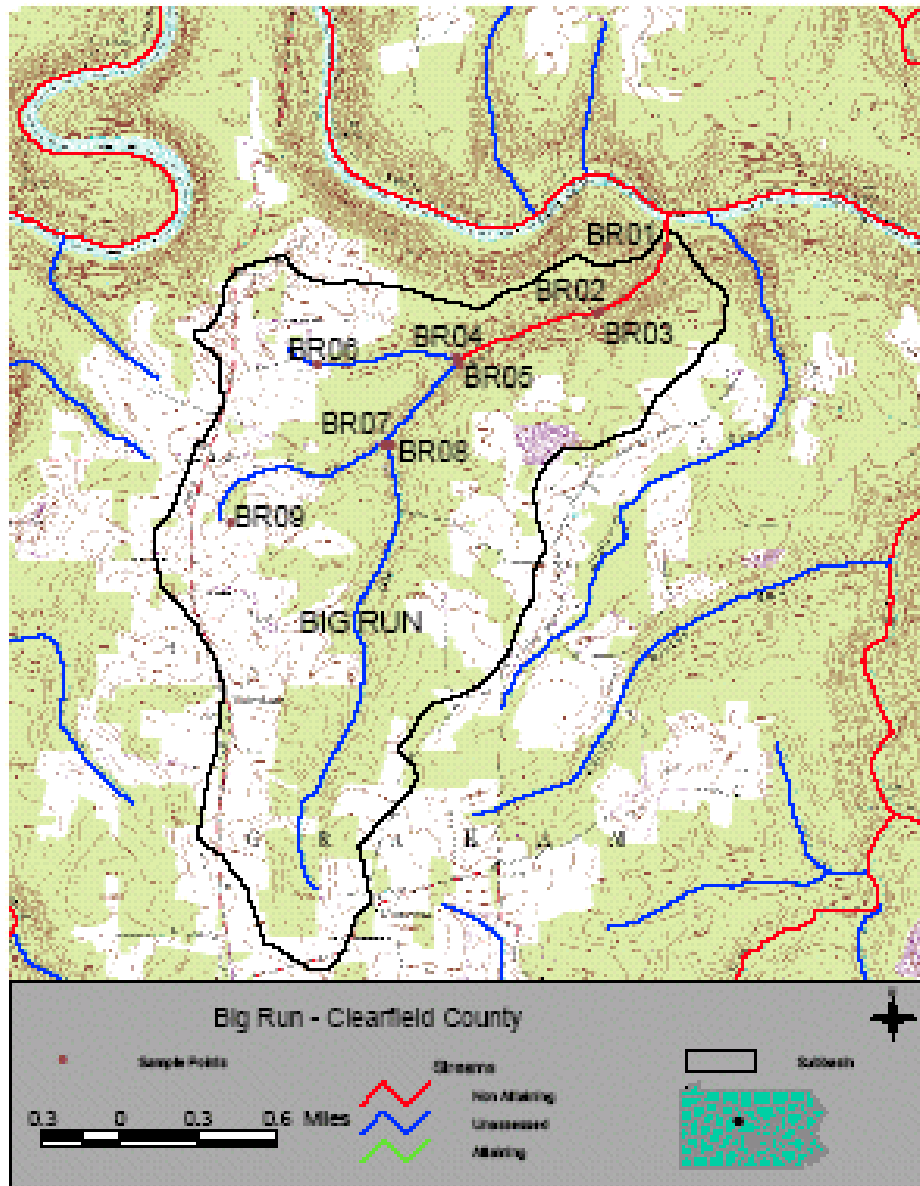 BR01
BR02
BR03
BR04
BR06
BR05
BR07
BR08
BR09
BIG RUN
G R A H A M
Big Run - Clearfield County
Sample Points
Streams
Subbasin
Non Attaining
0.3 0 0.3 0.6 Miles
Unassessed
Attaining